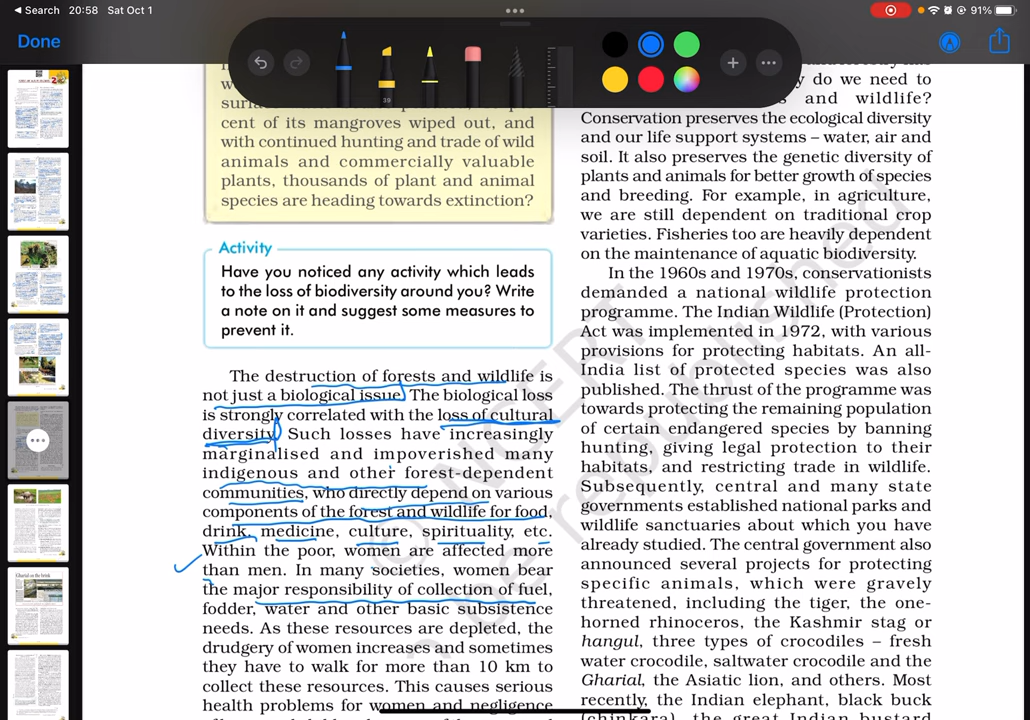 Search 20:58 Sat Oct 1
91%
Done
39
cent of its mangroves wiped out, and
with continued hunting and trade of wild
animals and commercially valuable
plants, thousands of plant and animal
species are heading towards extinction?
Activity
Have you noticed any activity which leads
to the loss of biodiversity around you? Write
a note on it and suggest some measures to
prevent it.
The destruction of forests and wildlife is
not just a biological issue. The biological loss
is strongly correlated with the loss of cultural
diversity. Such losses have increasingly
marginalised and impoverished many
indigenous and other forest-dependent
communities, who directly depend on various
components of the forest and wildlife for food,
drink, medicine, culture, spirituality, etc.
Within the poor, women are affected more
than men. In many societies, women bear
the major responsibility of collection of fuel,
fodder, water and other basic subsistence
needs. As these resources are depleted, the
drudgery of women increases and sometimes
they have to walk for more than 10 km to
collect these resources. This causes serious
health problems for women and negligence
do we need to
and wildlife?
Conservation preserves the ecological diversity
and our life support systems – water, air and
soil. It also preserves the genetic diversity of
plants and animals for better growth of species
and breeding. For example, in agriculture,
we are still dependent on traditional crop
varieties. Fisheries too are heavily dependent
on the maintenance of aquatic biodiversity.
In the 1960s and 1970s, conservationists
demanded a national wildlife protection
programme. The Indian Wildlife (Protection)
Act was implemented in 1972, with various
provisions for protecting habitats. An all-
India list of protected species was also
published. The thrust of the programme was
towards protecting the remaining population
of certain endangered species by banning
hunting, giving legal protection to their
habitats, and restricting trade in wildlife.
Subsequently, central and many state
governments established national parks and
wildlife sanctuaries about which you have
already studied. The central government also
announced several projects for protecting
specific animals, which were gravely
threatened, including the tiger, the one-
horned rhinoceros, the Kashmir stag or
hangul, three types of crocodiles – fresh
water crocodile, saltwater crocodile and the
Gharial, the Asiatic lion, and others. Most
recently, the Indian elephant, black buck
(chinkara), the great Indian bustard
© NCERT
republished